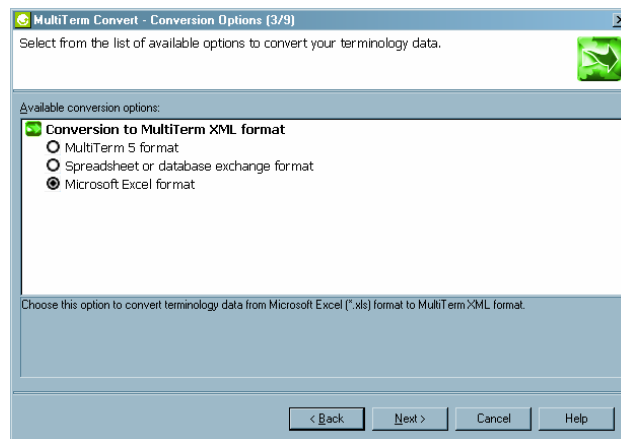 MultiTerm Convert - Conversion Options (3/9)
Select from the list of available options to convert your terminology data.
Available conversion options:
Conversion to MultiTerm XML format
MultiTerm 5 format
Spreadsheet or database exchange format
Microsoft Excel format
Choose this option to convert terminology data from Microsoft Excel (*.xls) format to MultiTerm XML format.
< Back Next > Cancel Help